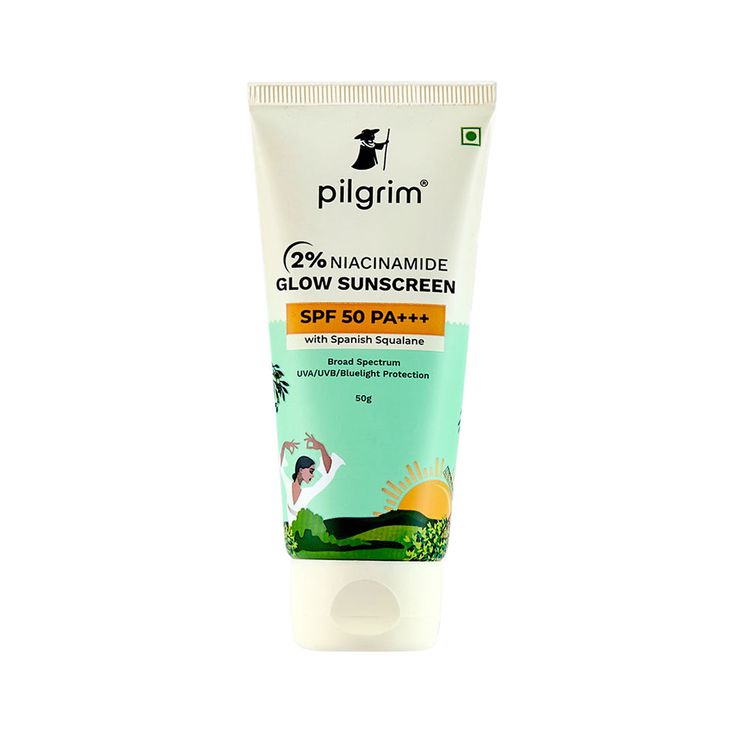 pilgrim®
2% NIACINAMIDE
GLOW SUNSCREEN
SPF 50 PA+++
with Spanish Squalane
Broad Spectrum
UVA/UVB/Bluelight Protection
50g